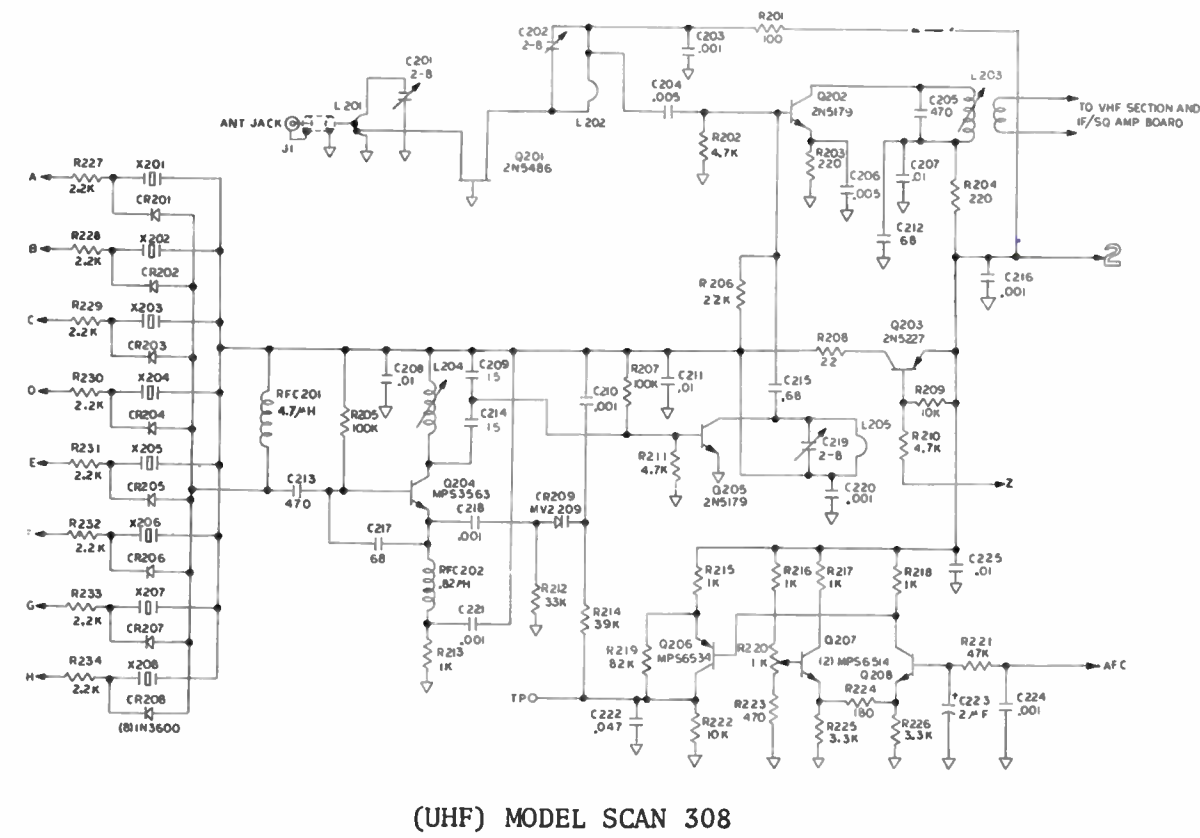 R201
100
C202
2-8
C203
.001
C201
2-8
L203
C204
.005
Q202
2N5179
C205
470
TO VHF SECTION AND
IF/SQ AMP BOARD
L201
ANT JACK
J1
L202
R202
4.7K
Q201
2N5486
R203
220
C206
.005
C207
.01
R204
220
R227
2.2K
X201
A
CR201
R228
2.2K
X202
B
CR202
C212
68
2
C216
.001
R206
22K
R229
2.2K
X203
C
CR203
R208
22
Q203
2N5227
R230
2.2K
X204
D
CR204
RFC201
4.7µH
R205
100K
C208
.01
L204
C209
15
C214
15
C210
.001
R207
100K
C211
.01
C215
.68
R209
10K
R210
4.7K
L205
C219
2-8
R231
2.2K
X205
E
CR205
R211
4.7K
Q205
2N5179
C220
.001
Z
C213
470
Q204
MPS3563
C218
.001
CR209
MV2209
R232
2.2K
X206
F
CR206
C217
68
RFC202
.82µH
R212
33K
R215
1K
R216
1K
R217
1K
R218
1K
C225
.01
R233
2.2K
X207
G
CR207
C221
.001
R213
1K
R214
39K
R219
82K
Q206
MPS6534
R220
1K
Q207
(2) MPS6514
Q208
R221
47K
AFC
R234
2.2K
X208
H
CR208
(8) 1N3600
TP
C222
.047
R222
10K
R223
470
R224
180
R225
3.3K
R226
3.3K
+
C223
2µF
C224
.001
(UHF) MODEL SCAN 308